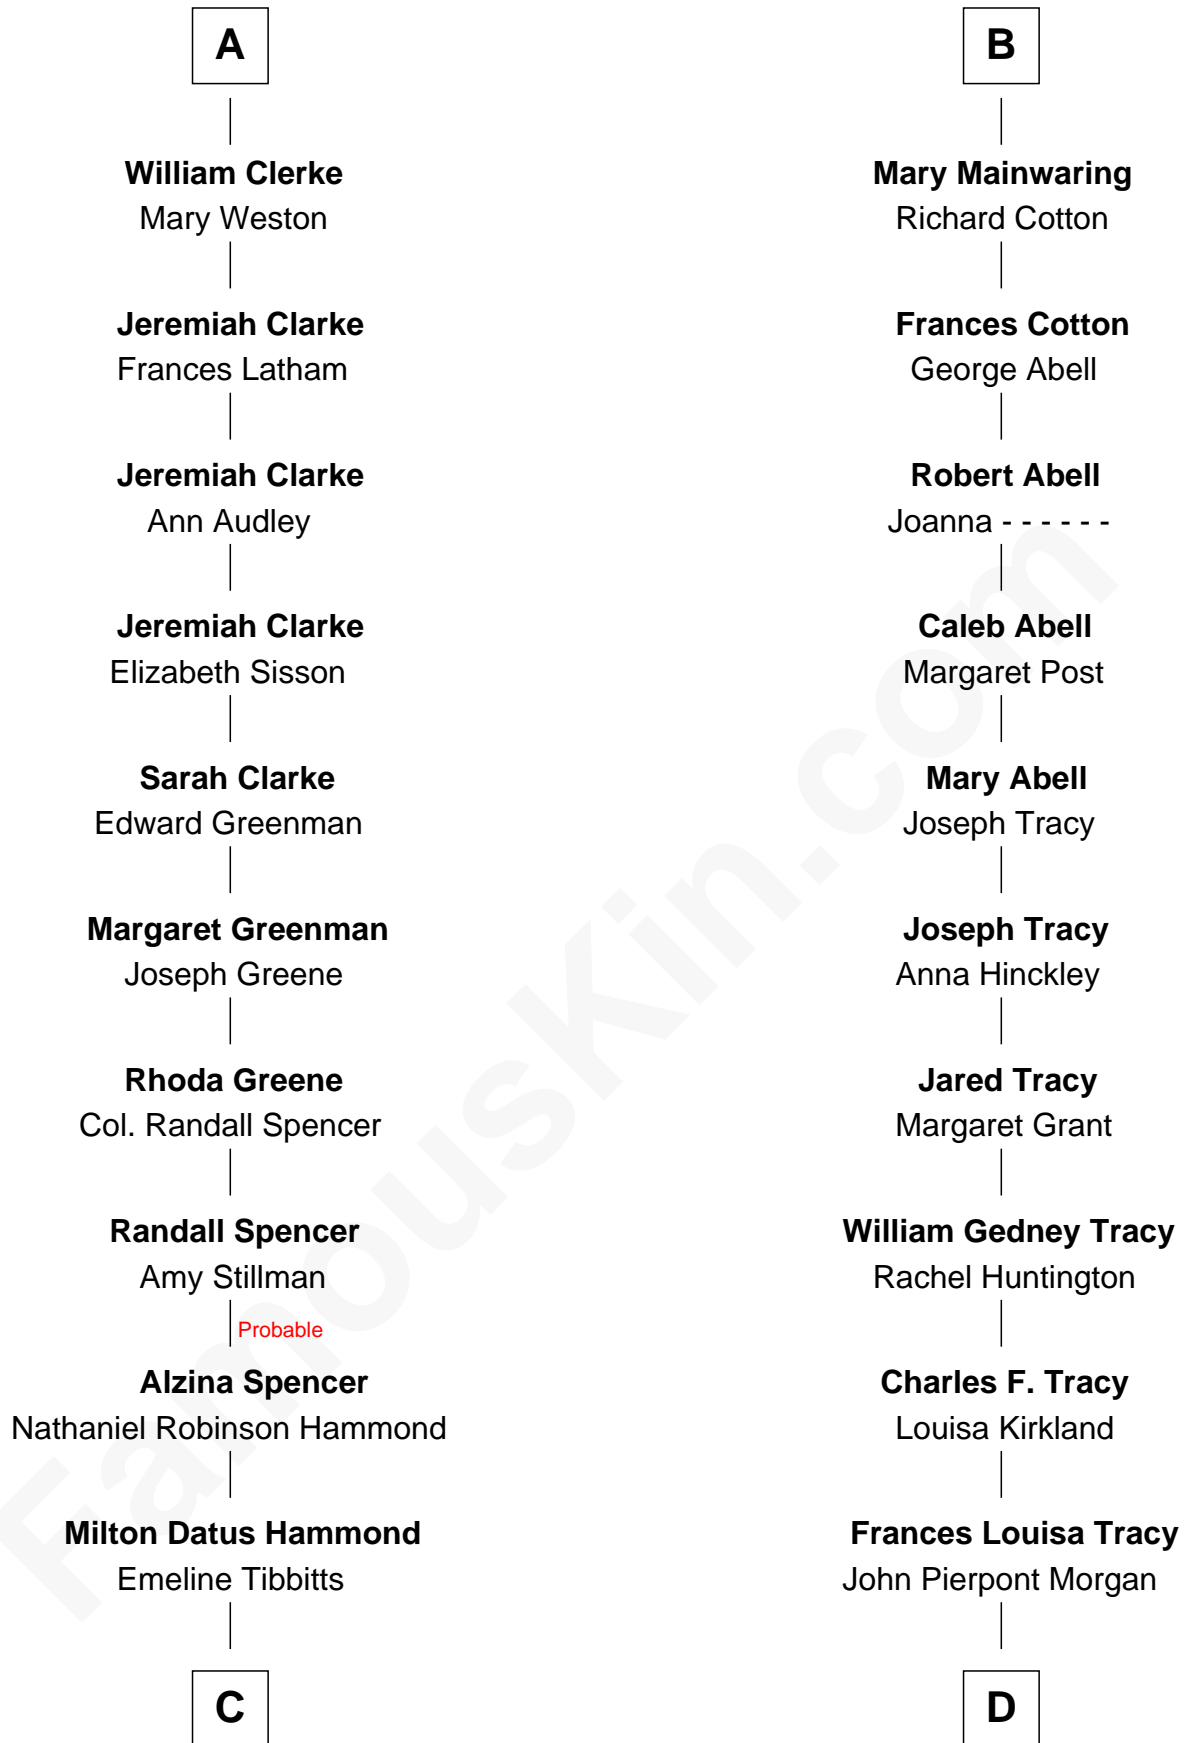 A
William Clerke
Mary Weston
Jeremiah Clarke
Frances Latham
Jeremiah Clarke
Ann Audley
Jeremiah Clarke
Elizabeth Sisson
Sarah Clarke
Edward Greenman
Margaret Greenman
Joseph Greene
Rhoda Greene
Col. Randall Spencer
Randall Spencer
Amy Stillman
Probable
Alzina Spencer
Nathaniel Robinson Hammond
Milton Datus Hammond
Emeline Tibbitts
C
B
Mary Mainwaring
Richard Cotton
Frances Cotton
George Abell
Robert Abell
Joanna - - - - - -
Caleb Abell
Margaret Post
Mary Abell
Joseph Tracy
Joseph Tracy
Anna Hinckley
Jared Tracy
Margaret Grant
William Gedney Tracy
Rachel Huntington
Charles F. Tracy
Louisa Kirkland
Frances Louisa Tracy
John Pierpont Morgan
D
FamousKin.com